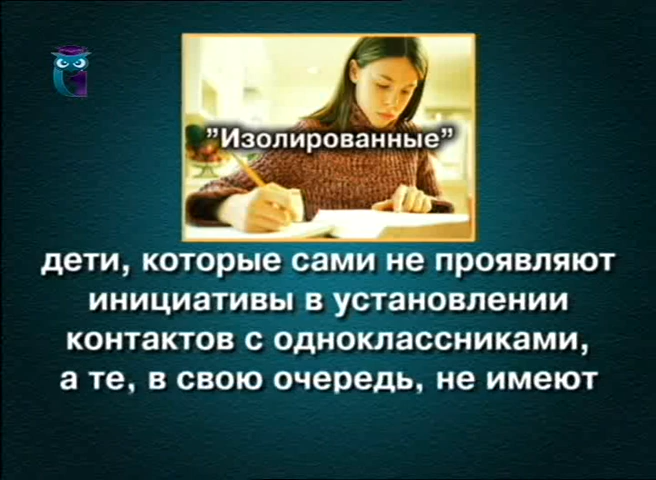 "Изолированные"
дети, которые сами не проявляют
инициативы в установлении
контактов с одноклассниками,
а те, в свою очередь, не имеют